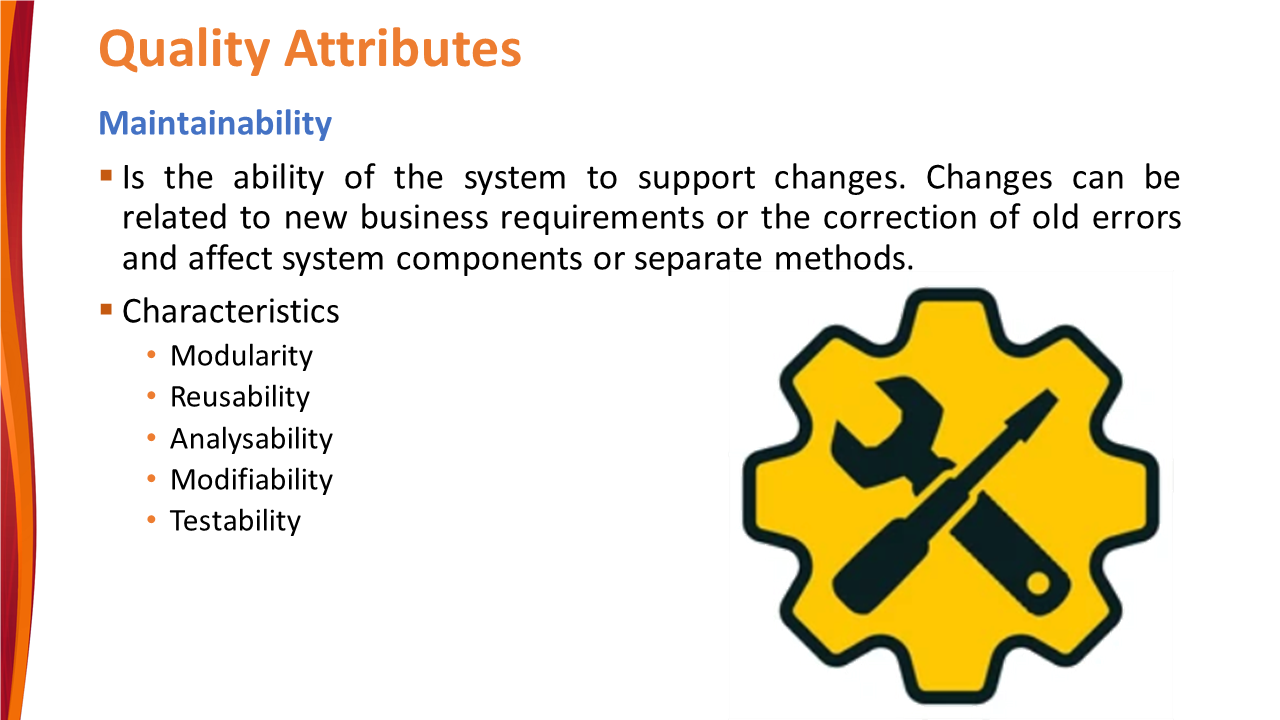 Quality Attributes
Maintainability
▪ Is the ability of the system to support changes. Changes can be
related to new business requirements or the correction of old errors
and affect system components or separate methods.
▪ Characteristics
• Modularity
• Reusability
• Analysability
• Modifiability
• Testability